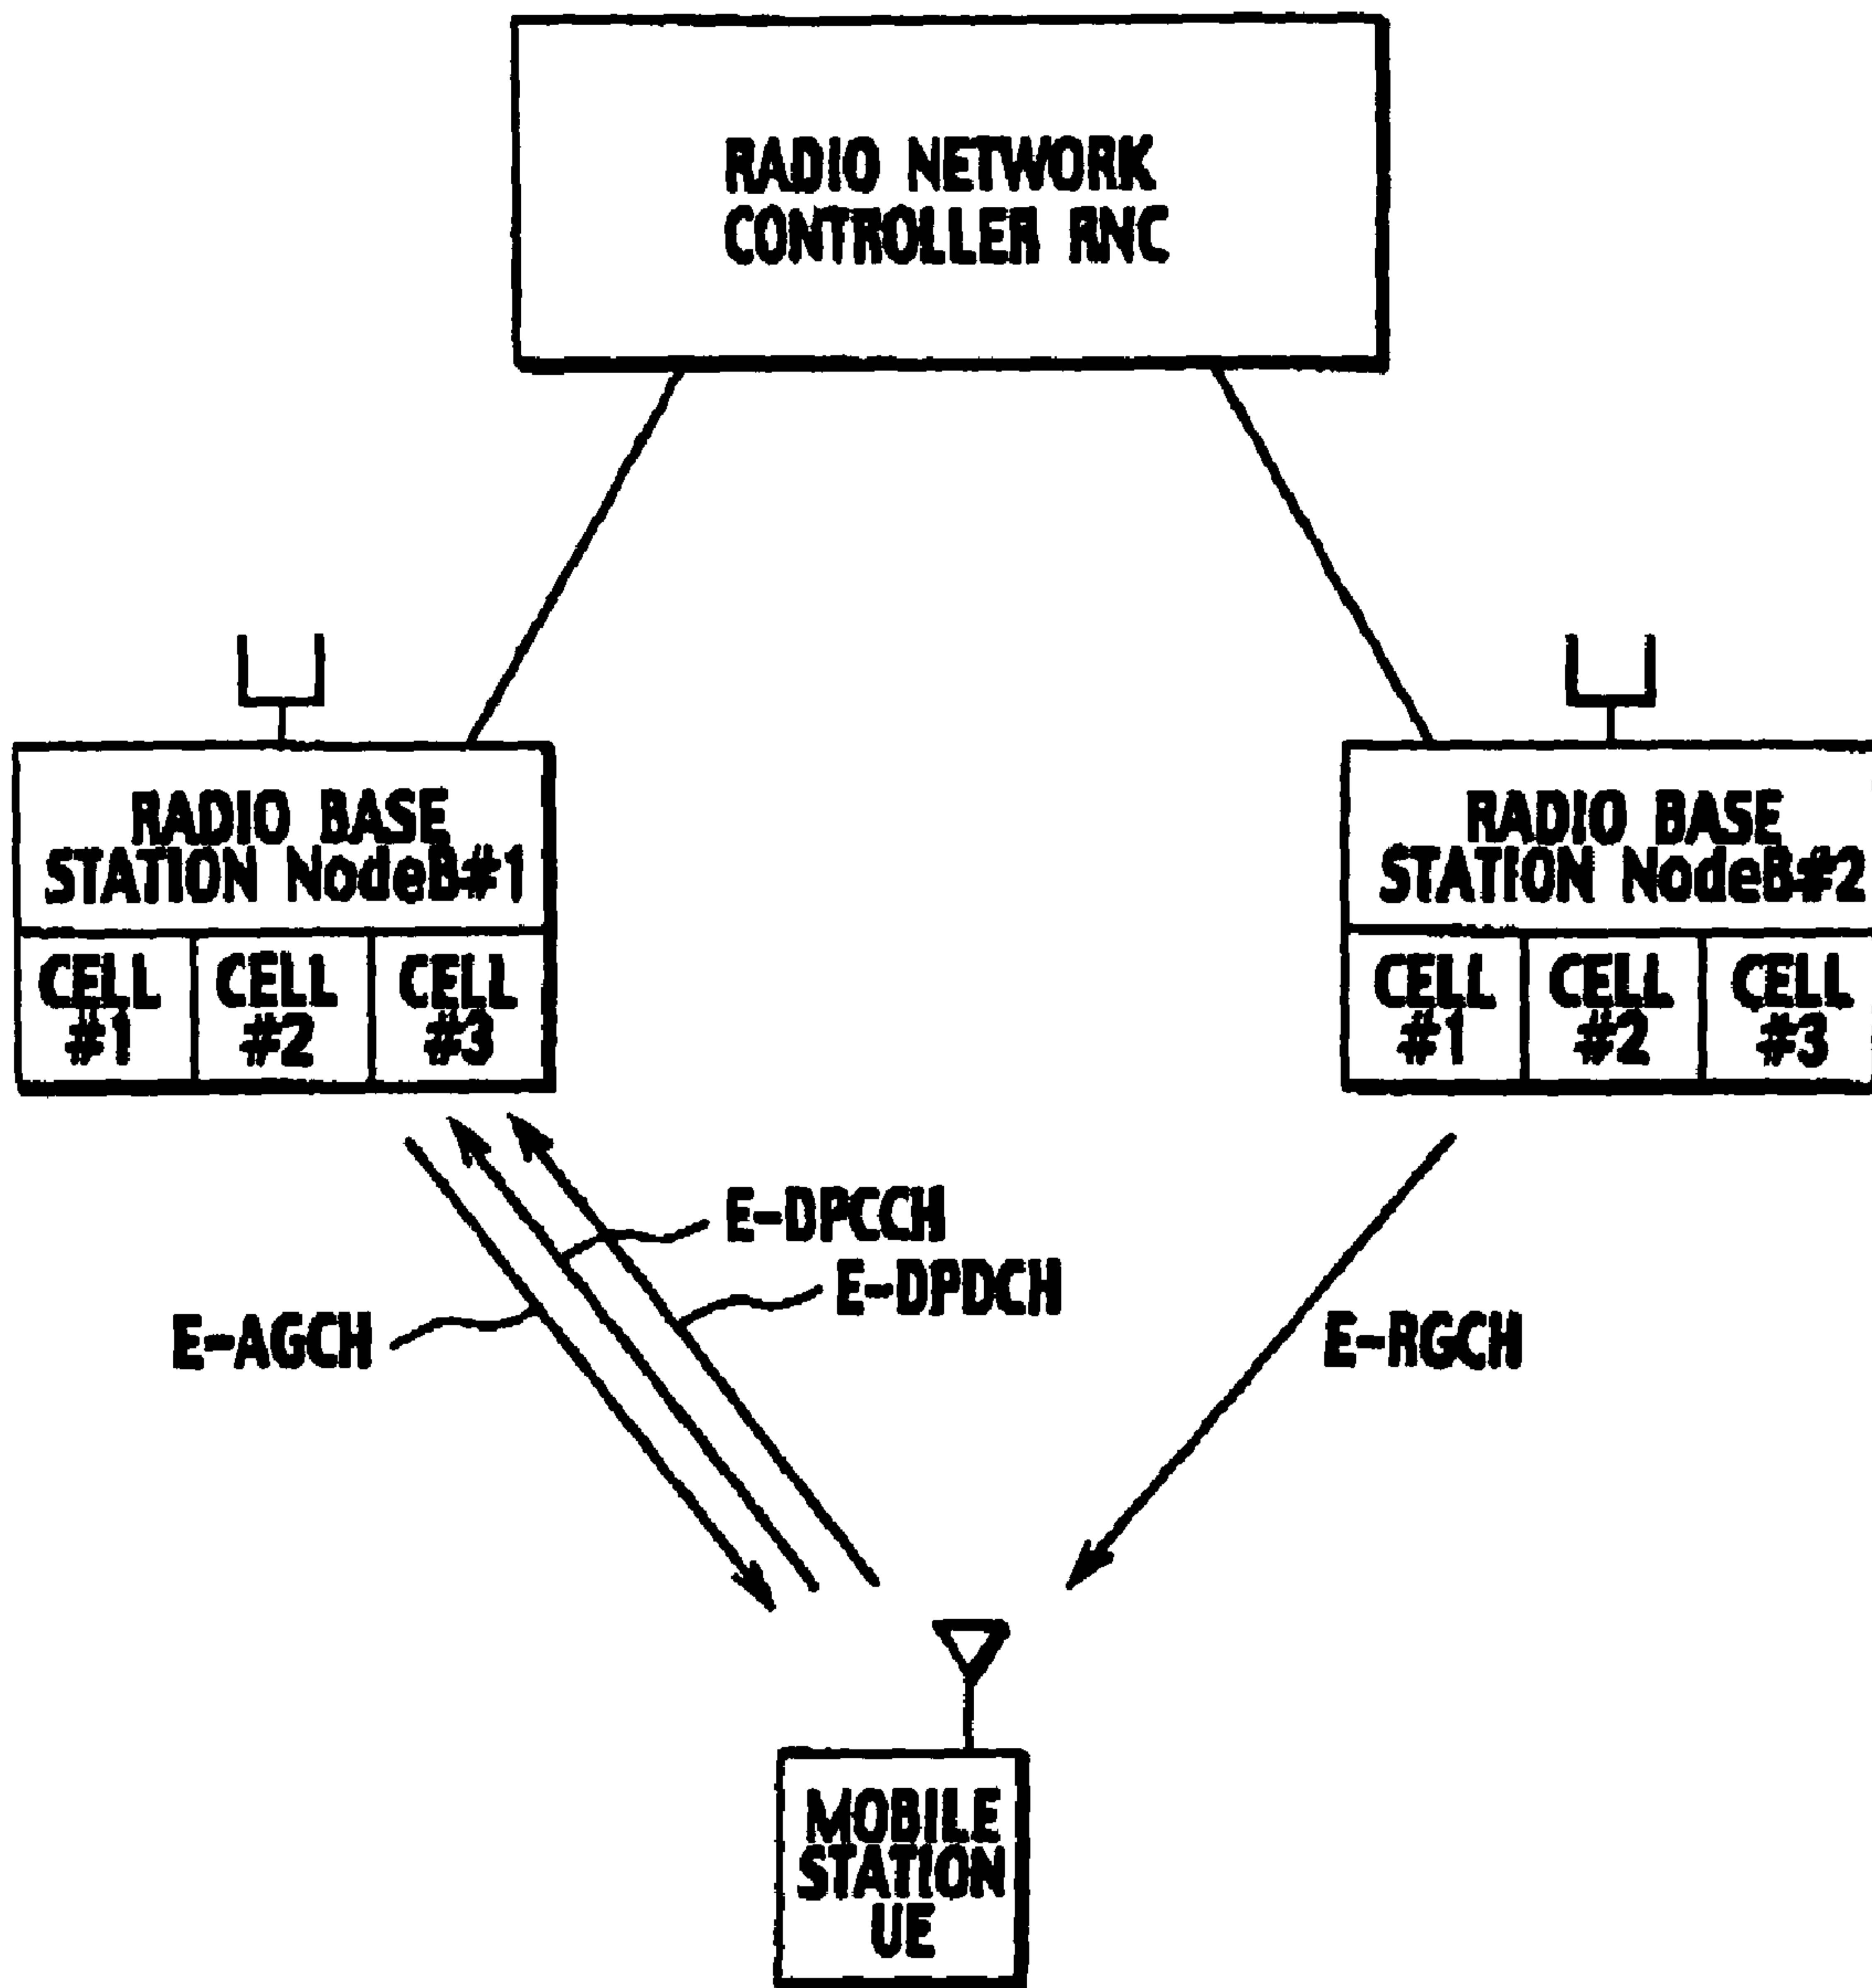 RADIO NETWORK
CONTROLLER RNC
RADIO BASE
STATION NodeB#1
CELL
#1
CELL
#2
CELL
#3
RADIO BASE
STATION NodeB#2
CELL
#1
CELL
#2
CELL
#3
E-DPCCH
E-DPDCH
E-AGCH
E-RGCH
MOBILE
STATION
UE